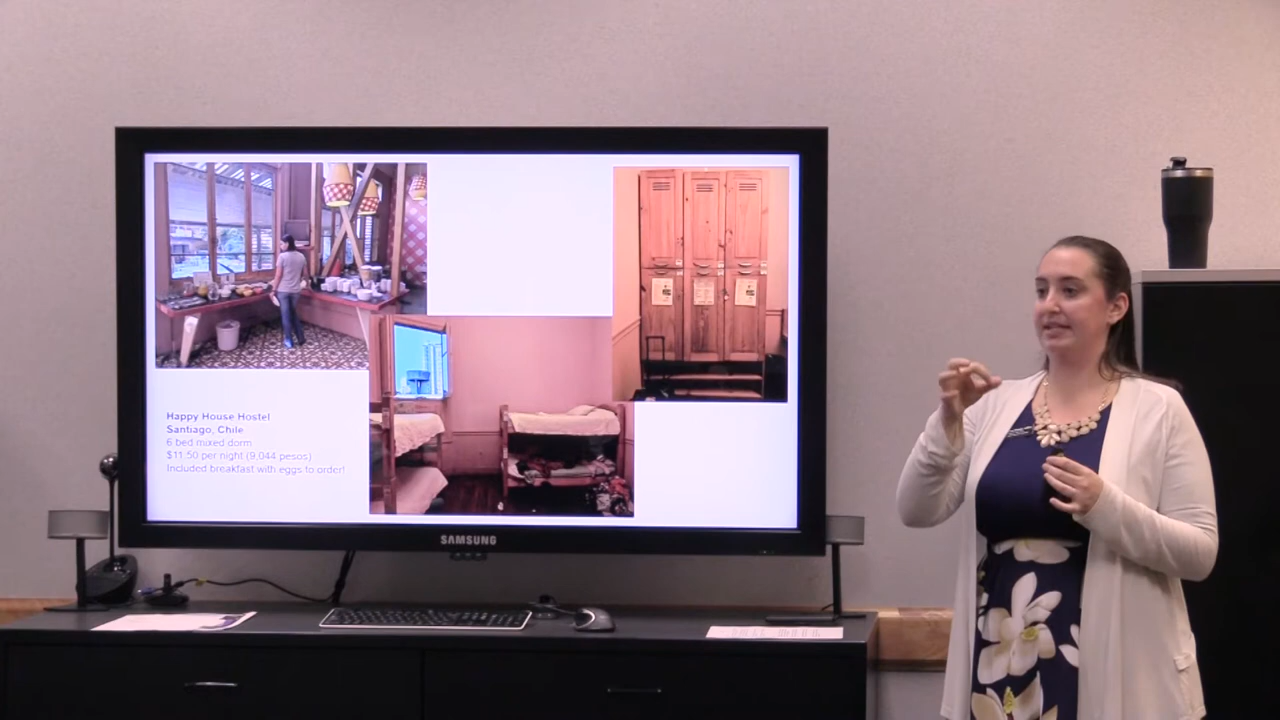 Happy House Hostel
Santiago, Chile
6 bed mixed dorm
$11.50 per night (9,044 pesos)
Included breakfast with eggs to order!
SAMSUNG